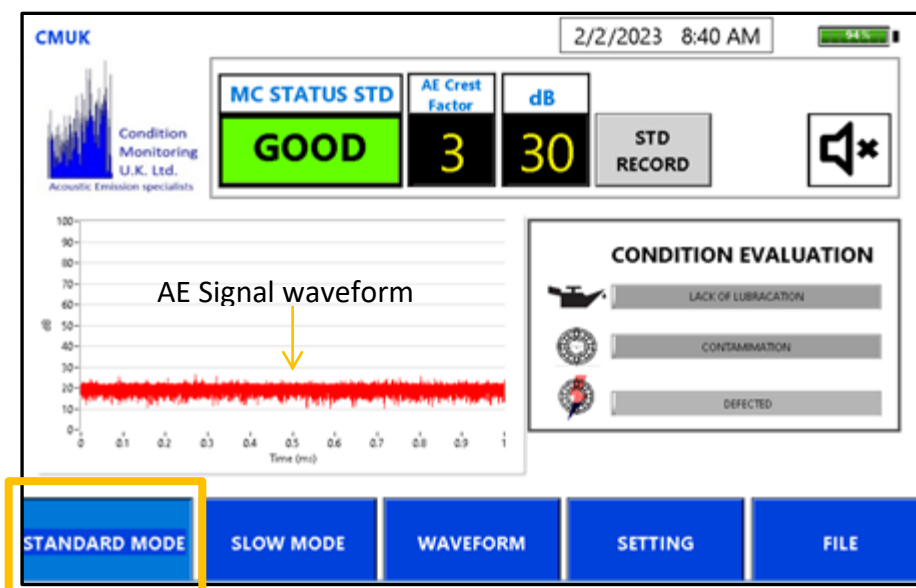 CMUK
2/2/2023 8:40 AM
94%
Condition
Monitoring
U.K. Ltd.
Acoustic Emission specialists
MC STATUS STD
GOOD
AE Crest
Factor
3
dB
30
STD
RECORD
AE Signal waveform
dB
100
90
80
70
60
50
40
30
20
10
0
0 0.1 0.2 0.3 0.4 0.5 0.6 0.7 0.8 0.9 1
Time (ms)
CONDITION EVALUATION
LACK OF LUBRACATION
CONTAMIMATION
DEFECTED
STANDARD MODE
SLOW MODE
WAVEFORM
SETTING
FILE